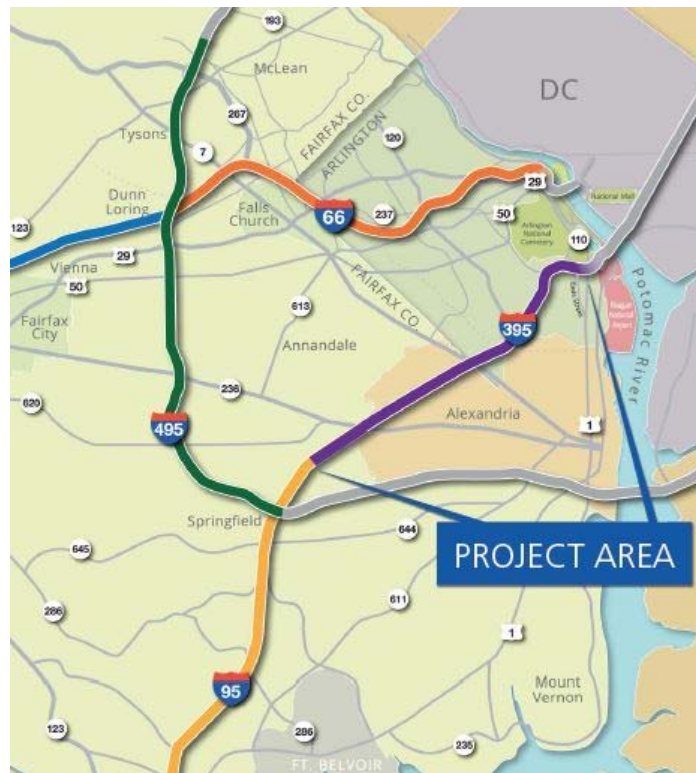 193
McLean
DC
FAIRFAX CO.
ARLINGTON
267
120
Tysons
7
29
National Mall
Dunn
Loring
Falls
Church
66
237
50
Arlington
National
Cemetery
110
123
29
Vienna
50
FAIRFAX CO.
Potomac River
Reagan
National
Airport
613
395
Fairfax
City
Annandale
236
620
Alexandria
495
1
Springfield
644
645
PROJECT AREA
286
611
1
95
Mount
Vernon
123
286
235
FT. BELVOIR